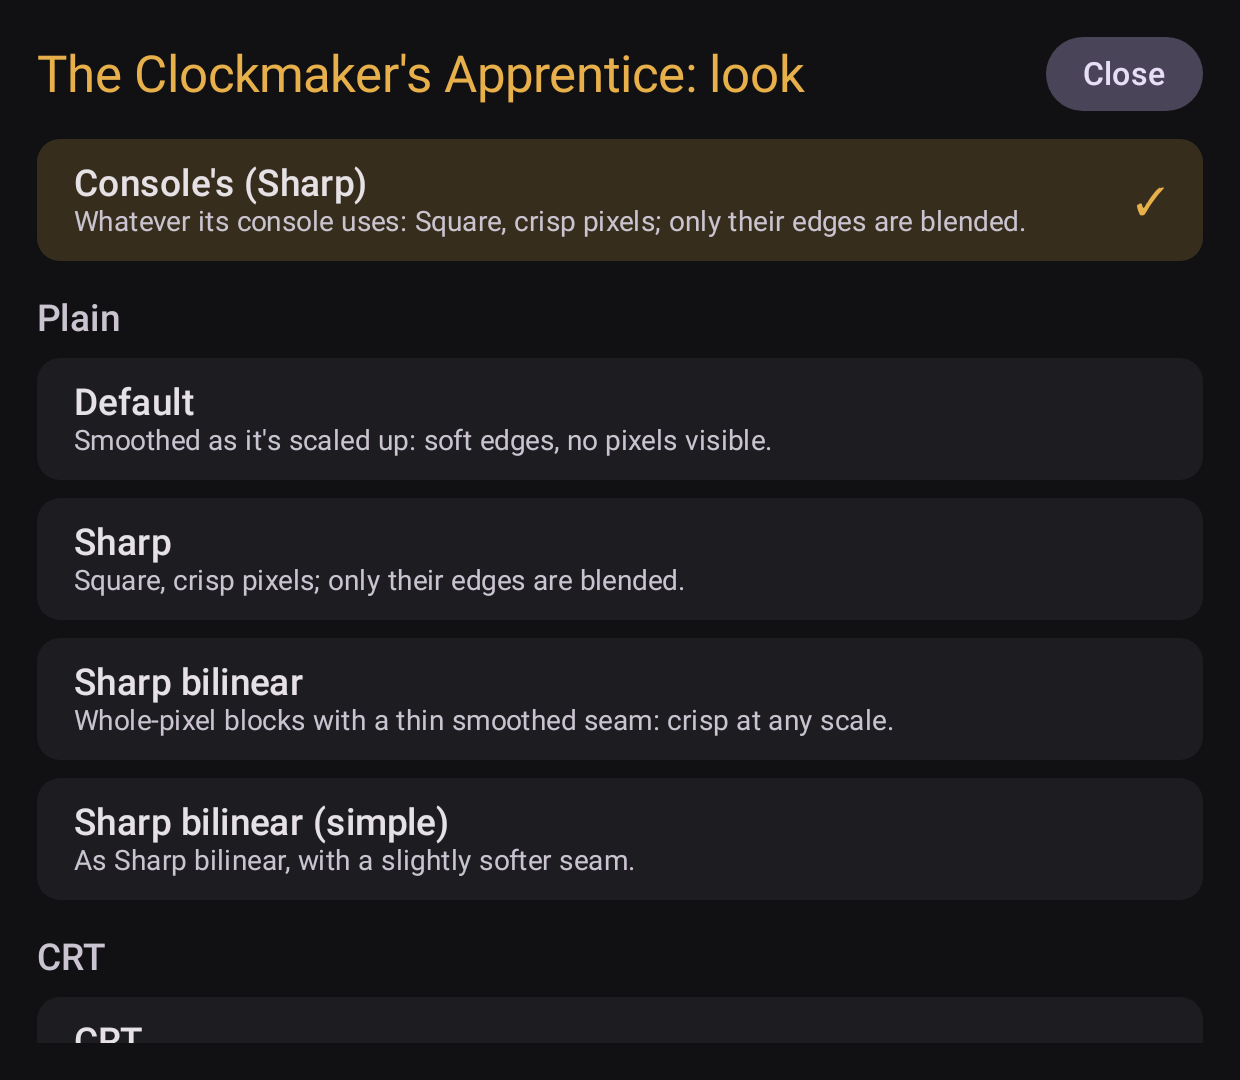 The Clockmaker's Apprentice: look
Close
Console's (Sharp)
Whatever its console uses: Square, crisp pixels; only their edges are blended.
✓
Plain
Default
Smoothed as it's scaled up: soft edges, no pixels visible.
Sharp
Square, crisp pixels; only their edges are blended.
Sharp bilinear
Whole-pixel blocks with a thin smoothed seam: crisp at any scale.
Sharp bilinear (simple)
As Sharp bilinear, with a slightly softer seam.
CRT
CRT